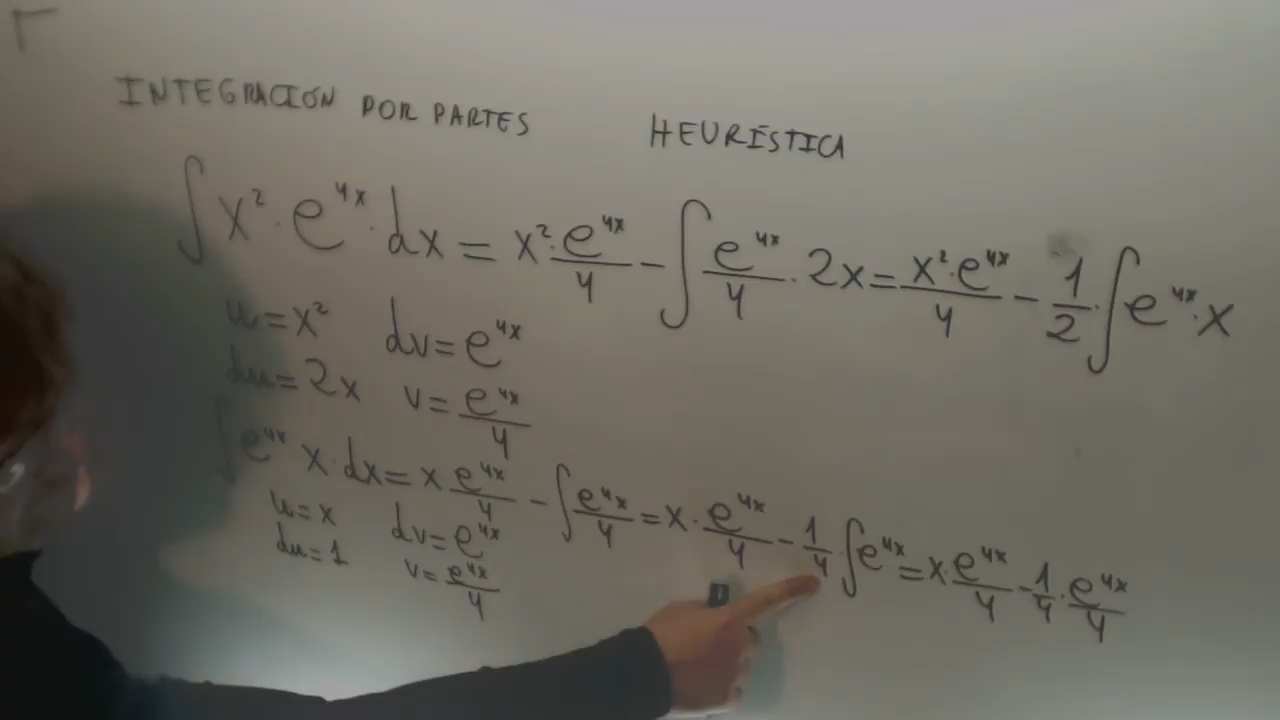 INTEGRACIÓN POR PARTES HEURÍSTICA
∫ x² · e^{4x} · dx = x² · e^{4x}/4 - ∫ e^{4x}/4 · 2x = x² · e^{4x}/4 - 1/2 · ∫ e^{4x} · x
u = x² dv = e^{4x}
du = 2x v = e^{4x}/4
∫ e^{4x} x · dx = x · e^{4x}/4 - ∫ e^{4x}/4 = x · e^{4x}/4 - 1/4 · ∫ e^{4x} = x · e^{4x}/4 - 1/4 · e^{4x}/4
u = x dv = e^{4x}
du = 1 v = e^{4x}/4